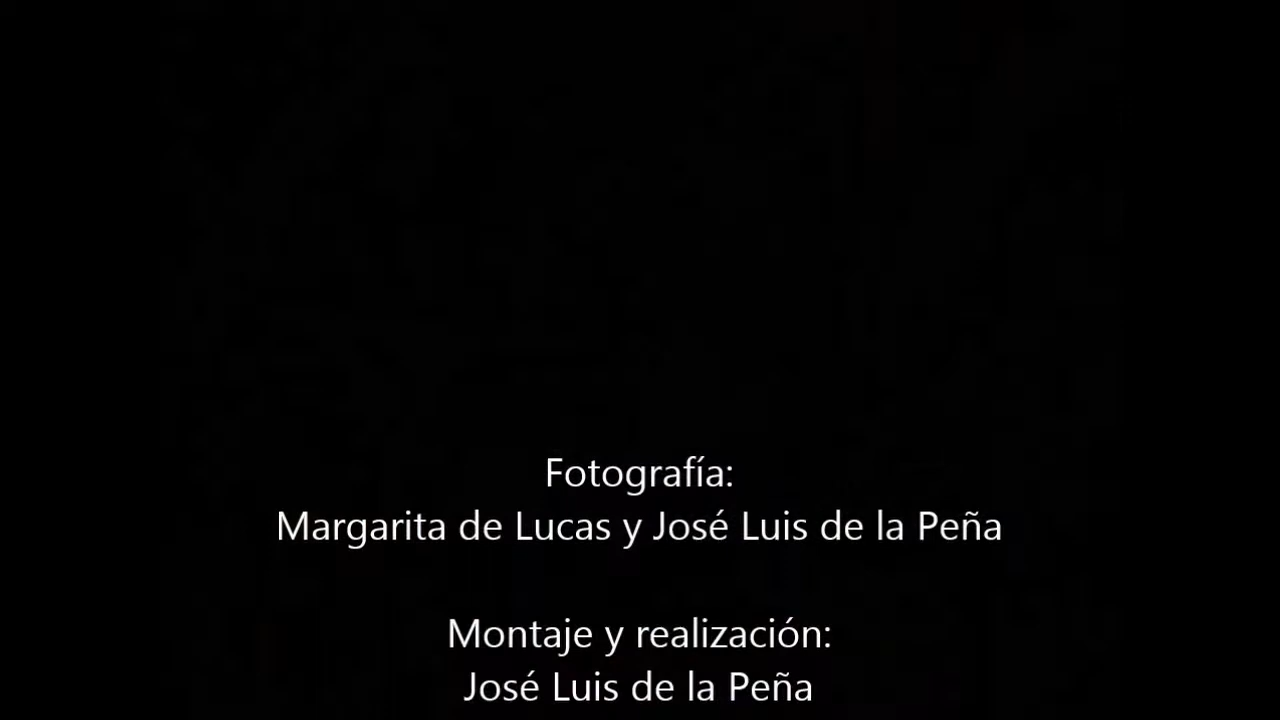 Fotografía:
Margarita de Lucas y José Luis de la Peña
Montaje y realización:
José Luis de la Peña